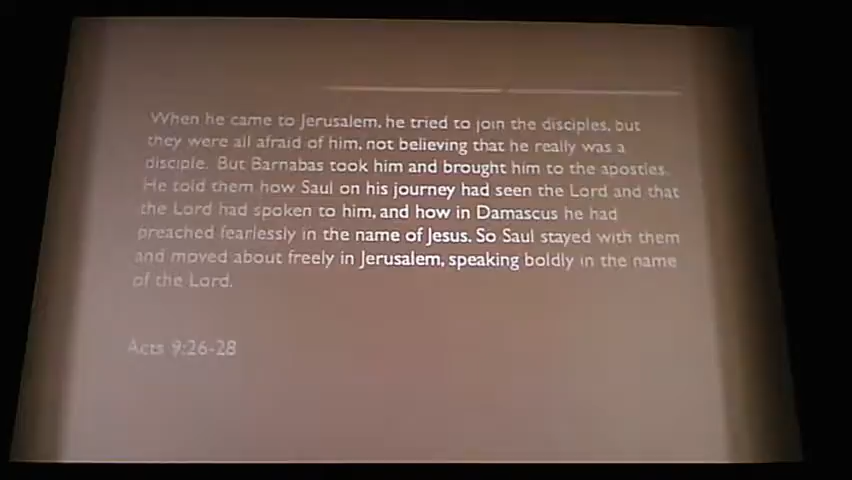 When he came to Jerusalem, he tried to join the disciples, but
they were all afraid of him, not believing that he really was a
disciple. But Barnabas took him and brought him to the apostles.
He told them how Saul on his journey had seen the Lord and that
the Lord had spoken to him, and how in Damascus he had
preached fearlessly in the name of Jesus. So Saul stayed with them
and moved about freely in Jerusalem, speaking boldly in the name
of the Lord.
Acts 9:26-28